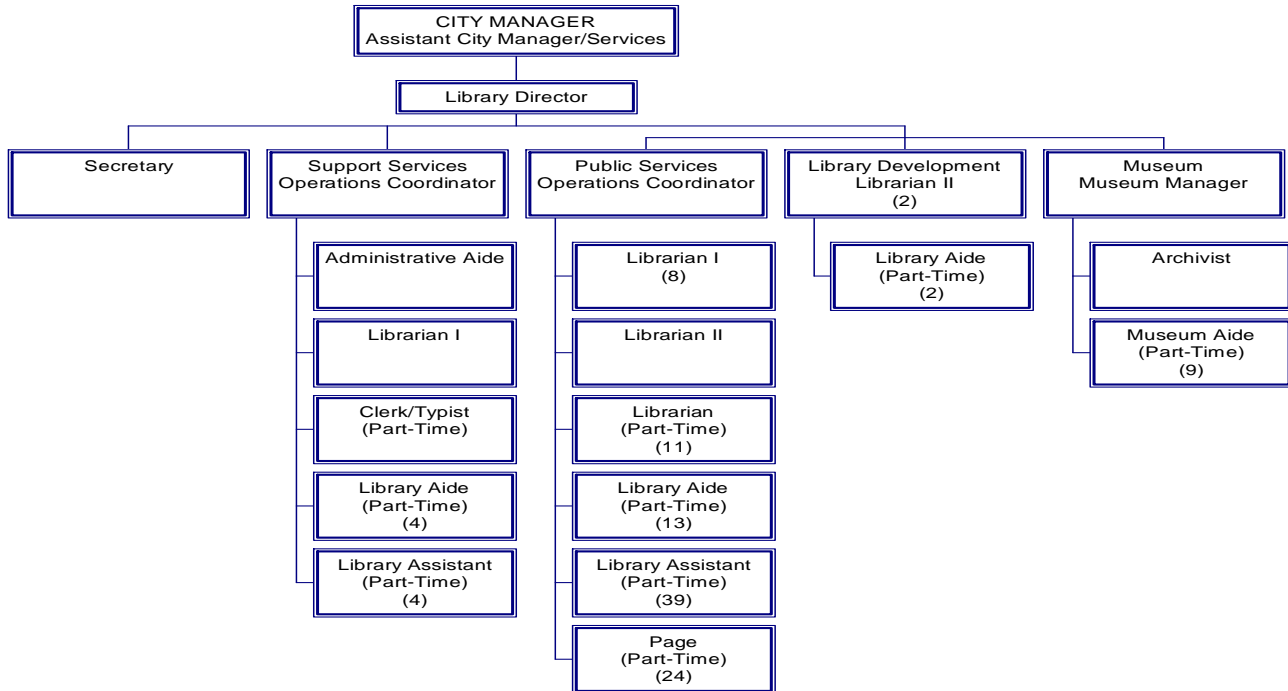 CITY MANAGER
Assistant City Manager/Services
Library Director
Secretary
Support Services
Operations Coordinator
Public Services
Operations Coordinator
Library Development
Librarian II
(2)
Museum
Museum Manager
Administrative Aide
Librarian I
Clerk/Typist
(Part-Time)
Library Aide
(Part-Time)
(4)
Library Assistant
(Part-Time)
(4)
Librarian I
(8)
Librarian II
Librarian
(Part-Time)
(11)
Library Aide
(Part-Time)
(13)
Library Assistant
(Part-Time)
(39)
Page
(Part-Time)
(24)
Library Aide
(Part-Time)
(2)
Archivist
Museum Aide
(Part-Time)
(9)